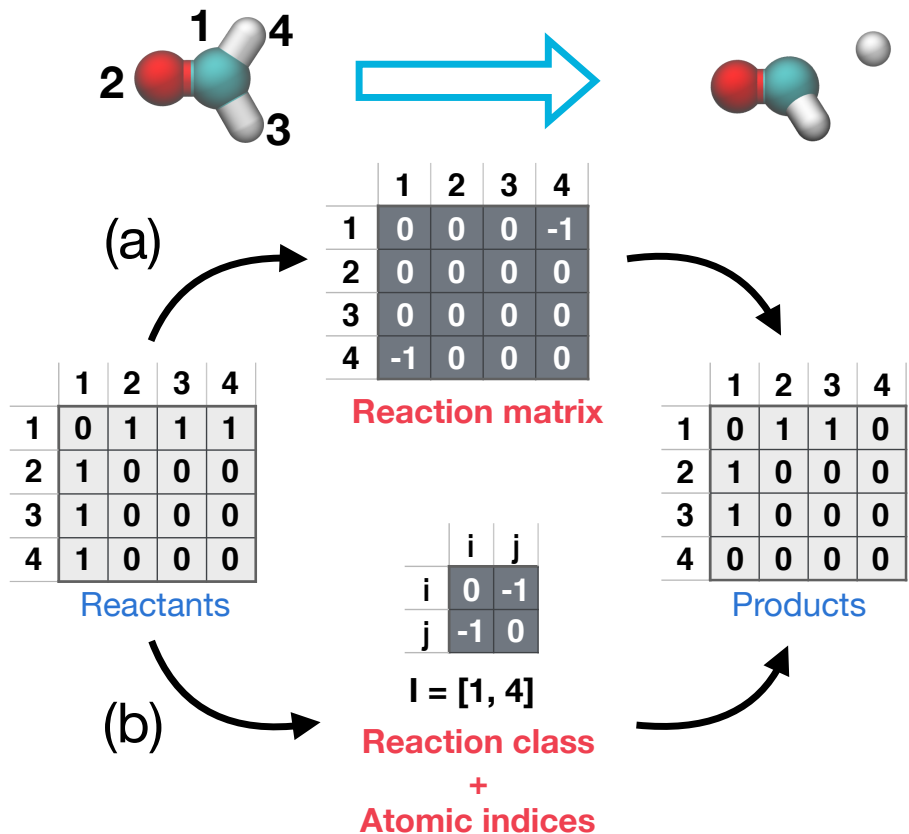 1 4
2
3
(a)
1 2 3 4
1 0 0 0 -1
2 0 0 0 0
3 0 0 0 0
4 -1 0 0 0
Reaction matrix
1 2 3 4
1 0 1 1 1
2 1 0 0 0
3 1 0 0 0
4 1 0 0 0
Reactants
1 2 3 4
1 0 1 1 0
2 1 0 0 0
3 1 0 0 0
4 0 0 0 0
Products
i j
i 0 -1
j -1 0
I = [1, 4]
(b)
Reaction class
+
Atomic indices